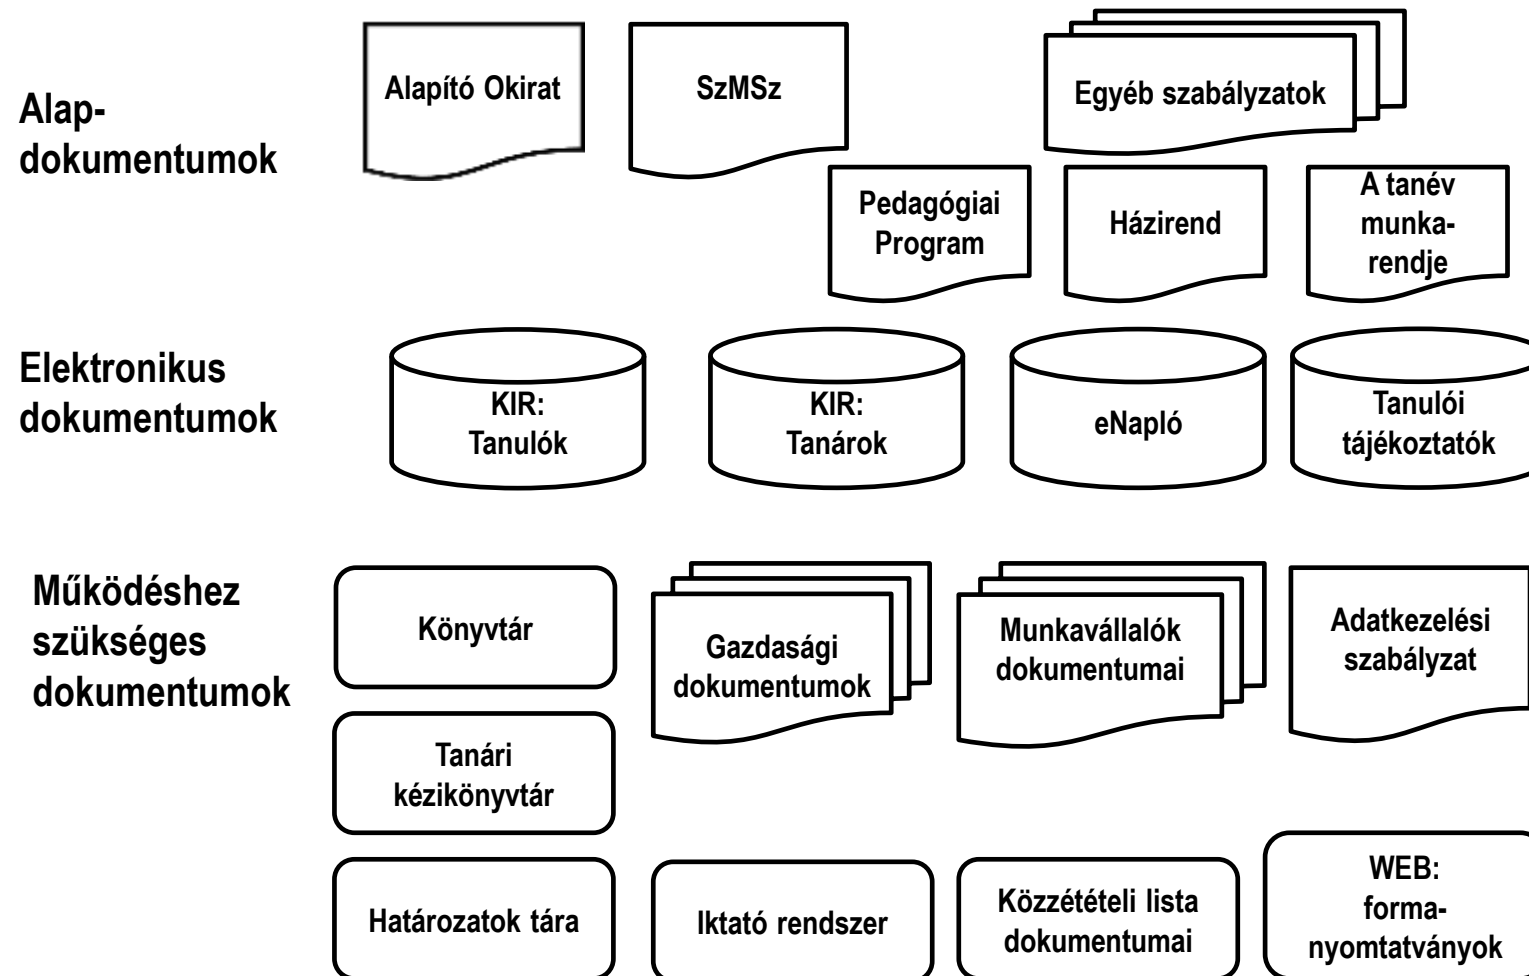 Alap-
dokumentumok
Alapító Okirat
SzMSz
Egyéb szabályzatok
Pedagógiai
Program
Házirend
A tanév
munka-
rendje
Elektronikus
dokumentumok
KIR:
Tanulók
KIR:
Tanárok
eNapló
Tanulói
tájékoztatók
Működéshez
szükséges
dokumentumok
Könyvtár
Gazdasági
dokumentumok
Munkavállalók
dokumentumai
Adatkezelési
szabályzat
Tanári
kézikönyvtár
Határozatok tára
Iktató rendszer
Közzétételi lista
dokumentumai
WEB:
forma-
nyomtatványok